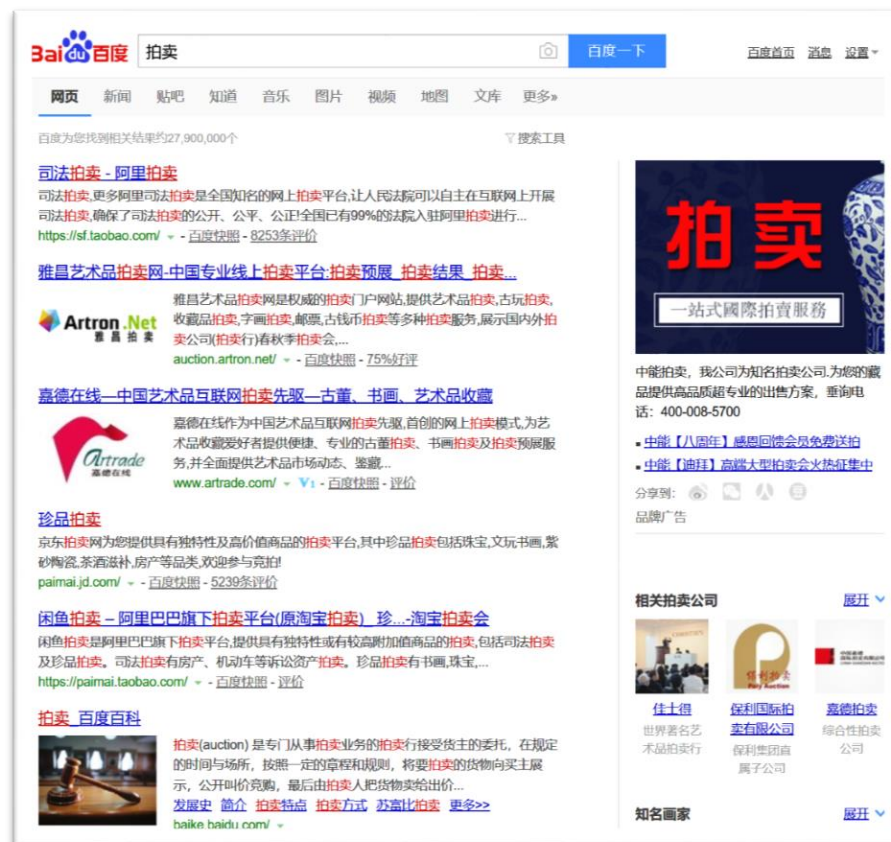 Bai du 百度 拍卖 百度一下 百度首页 消息 设置
网页 新闻 贴吧 知道 音乐 图片 视频 地图 文库 更多»
百度为您找到相关结果约27,900,000个 搜索工具
司法拍卖 - 阿里拍卖
司法拍卖,更多阿里司法拍卖是全国知名的网上拍卖平台,让人民法院可以自主在互联网上开展
司法拍卖,确保了司法拍卖的公开、公平、公正!全国已有99%的法院入驻阿里拍卖进行...
https://sf.taobao.com/ - 百度快照 - 8253条评价
雅昌艺术品拍卖网-中国专业线上拍卖平台:拍卖预展_拍卖结果_拍卖...
Artron.Net
雅昌拍卖
雅昌艺术品拍卖网是权威的拍卖门户网站,提供艺术品拍卖,古玩拍卖,
收藏品拍卖,字画拍卖,邮票,古钱币拍卖等多种拍卖服务,展示国内外拍
卖公司(拍卖行)春秋季拍卖会,...
auction.artron.net/ - 百度快照 - 75%好评
嘉德在线—中国艺术品互联网拍卖先驱—古董、书画、艺术品收藏
Artrade
嘉德在线
嘉德在线作为中国艺术品互联网拍卖先驱,首创的网上拍卖模式,为艺
术品收藏爱好者提供便捷、专业的古董拍卖、书画拍卖及拍卖预展服
务,并全面提供艺术品市场动态、鉴藏...
www.artrade.com/ V1 - 百度快照 - 评价
珍品拍卖
京东拍卖网为您提供具有独特性及高价值商品的拍卖平台,其中珍品拍卖包括珠宝,文玩书画,紫
砂陶瓷,茶酒滋补,房产等品类,欢迎参与竞拍!
paimai.jd.com/ - 百度快照 - 5239条评价
闲鱼拍卖 – 阿里巴巴旗下拍卖平台(原淘宝拍卖)_ 珍...-淘宝拍卖会
闲鱼拍卖是阿里巴巴旗下拍卖平台,提供具有独特性或有较高附加值商品的拍卖,包括司法拍卖
及珍品拍卖。司法拍卖有房产、机动车等诉讼资产拍卖。珍品拍卖有书画,珠宝,...
https://paimai.taobao.com/ - 百度快照 - 评价
拍卖_百度百科
拍卖(auction) 是专门从事拍卖业务的拍卖行接受货主的委托，在规定
的时间与场所，按照一定的章程和规则，将要拍卖的货物向买主展
示，公开叫价竞购，最后由拍卖人把货物卖给出价...
发展史 简介 拍卖特点 拍卖方式 苏富比拍卖 更多>>
baike.baidu.com/
拍卖
一站式國際拍賣服務
中能拍卖，我公司为知名拍卖公司.为您的藏
品提供高品质超专业的出售方案，垂询电
话：400-008-5700
中能【八周年】感恩回馈会员免费送拍
中能【迪拜】高端大型拍卖会火热征集中
分享到:
品牌广告
相关拍卖公司 展开
保利拍卖
Poly Auction
佳士得 保利国际拍 嘉德拍卖
卖有限公司
世界著名艺 综合性拍卖
术品拍卖行 保利集团直 公司
属子公司
知名画家 展开